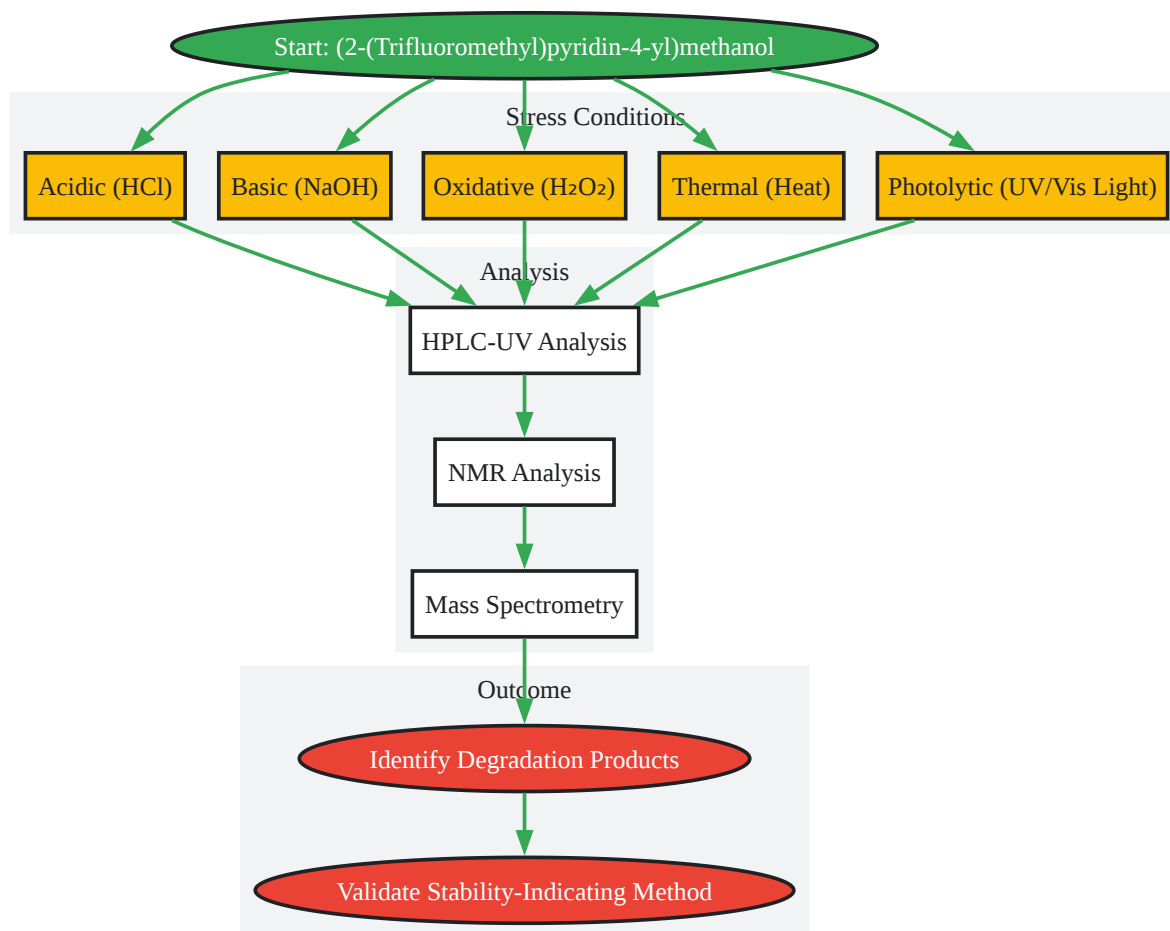 Start: (2-(Trifluoromethyl)pyridin-4-yl)methanol
Stress Conditions
Acidic (HCl)
Basic (NaOH)
Oxidative (H₂O₂)
Thermal (Heat)
Photolytic (UV/Vis Light)
Analysis
HPLC-UV Analysis
NMR Analysis
Mass Spectrometry
Outcome
Identify Degradation Products
Validate Stability-Indicating Method